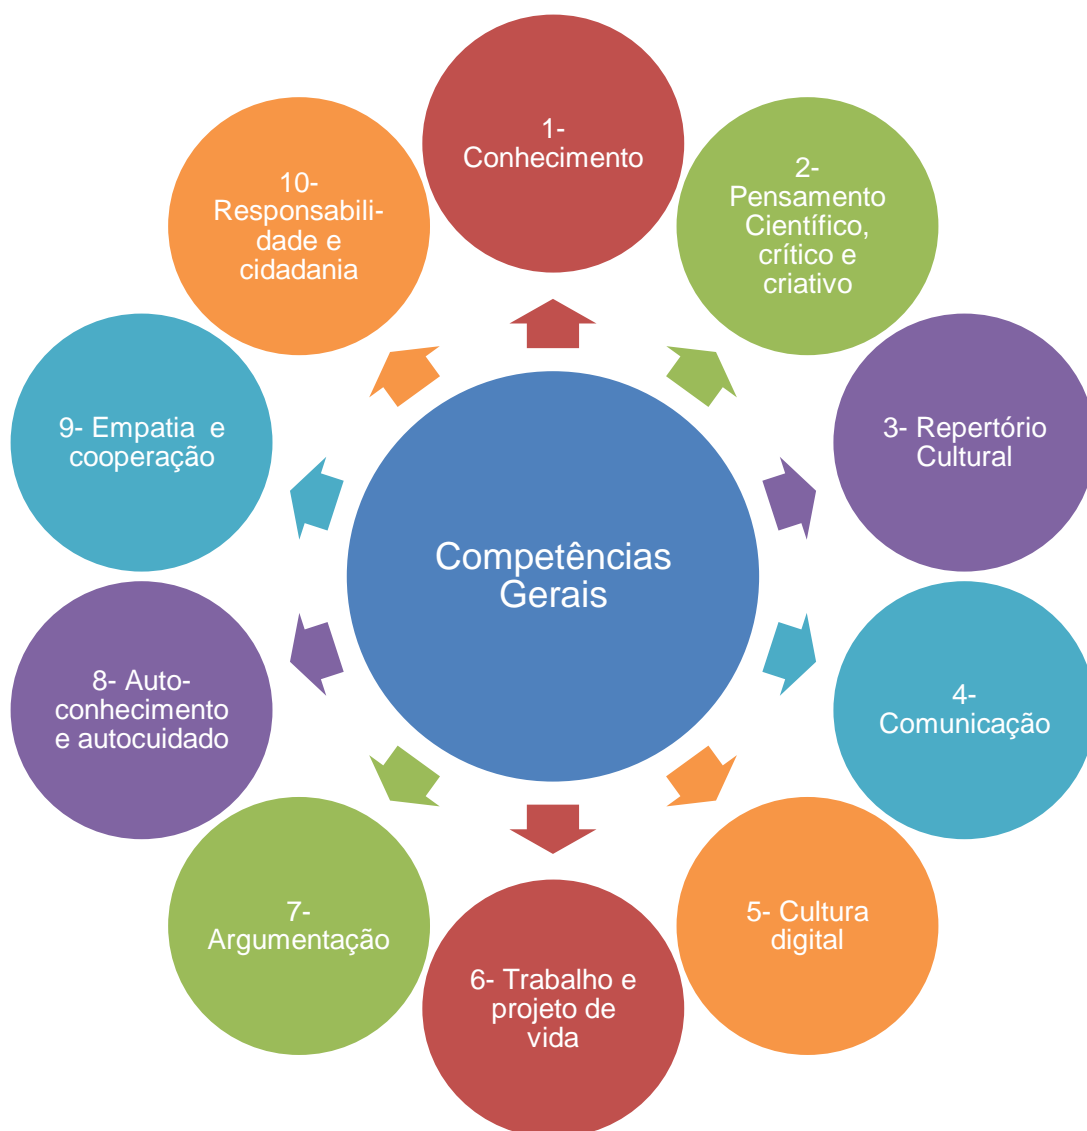 1-
Conhecimento
2-
Pensamento
Científico,
crítico e
criativo
3- Repertório
Cultural
4-
Comunicação
5- Cultura
digital
6- Trabalho e
projeto de
vida
7-
Argumentação
8- Auto-
conhecimento
e autocuidado
9- Empatia e
cooperação
10-
Responsabili-
dade e
cidadania
Competências
Gerais